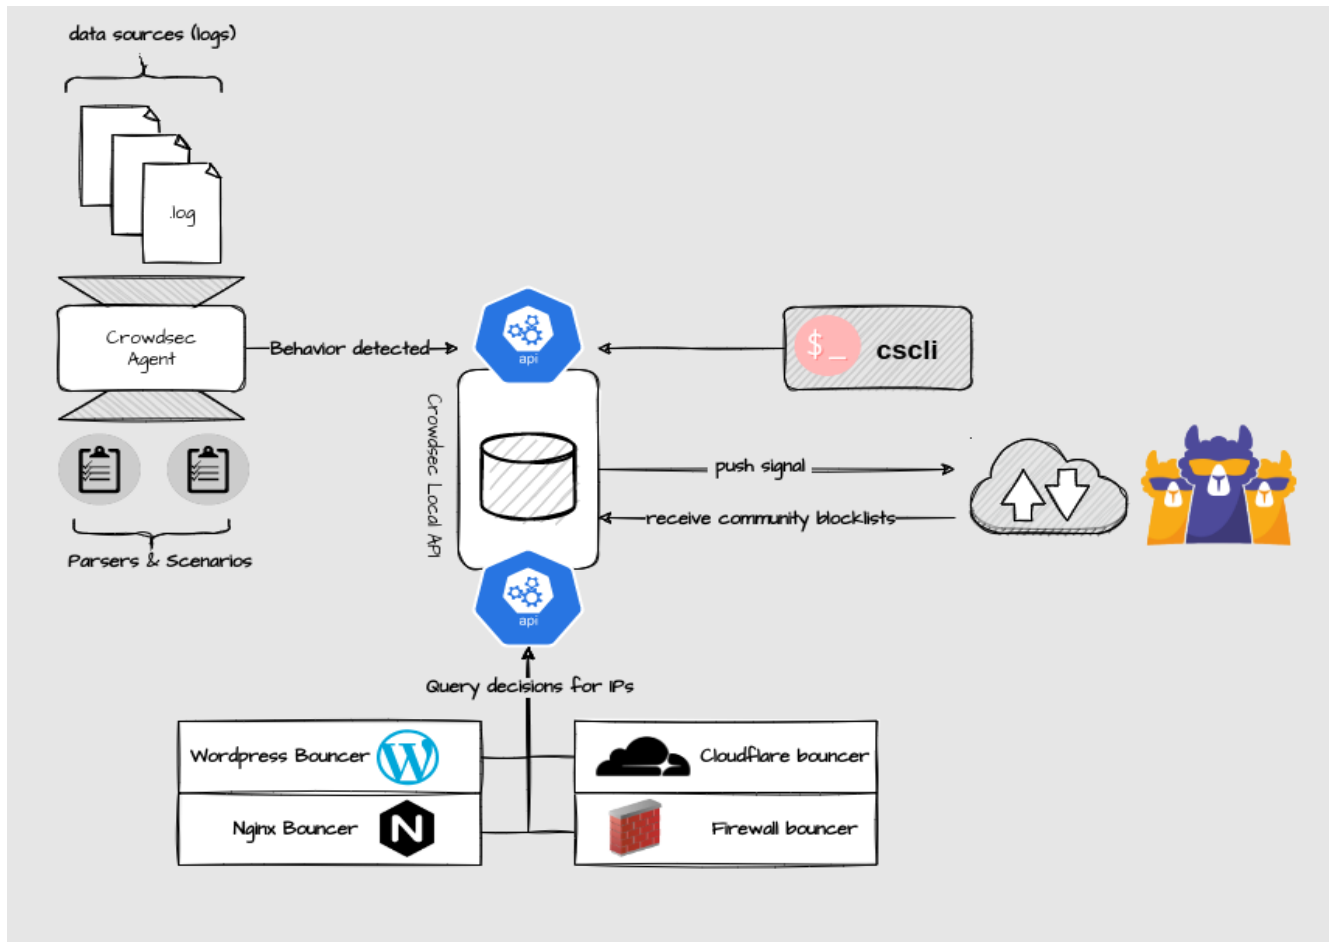 data sources (logs)
.log
Crowdsec
Agent
Behavior detected
api
$_
cscli
Crowdsec Local API
push signal
receive community blocklists
Parsers & Scenarios
api
Query decisions for IPs
Wordpress Bouncer
W
Cloudflare bouncer
Nginx Bouncer
N
Firewall bouncer